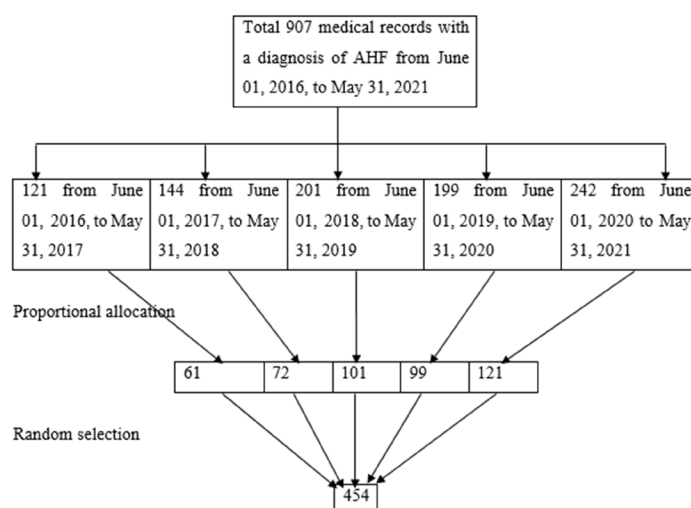 Total 907 medical records with
a diagnosis of AHF from June
01, 2016, to May 31, 2021
121 from June
01, 2016, to May
31, 2017
144 from June
01, 2017, to May
31, 2018
201 from June
01, 2018, to May
31, 2019
199 from June
01, 2019, to May
31, 2020
242 from June
01, 2020 to May
31, 2021
Proportional allocation
61
72
101
99
121
Random selection
454